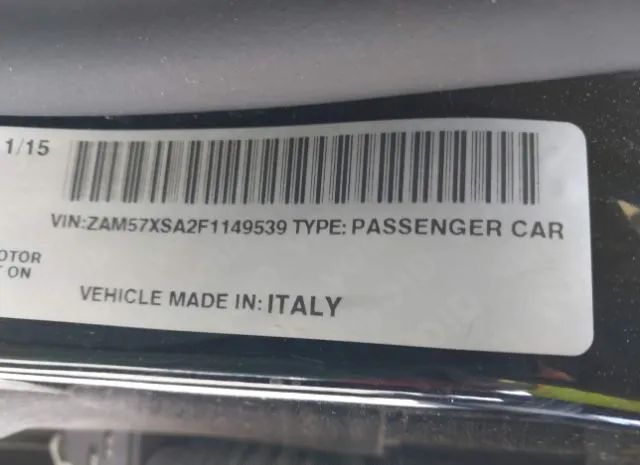 1/15
VIN:ZAM57XSA2F1149539 TYPE: PASSENGER CAR
OTOR
T ON
VEHICLE MADE IN: ITALY